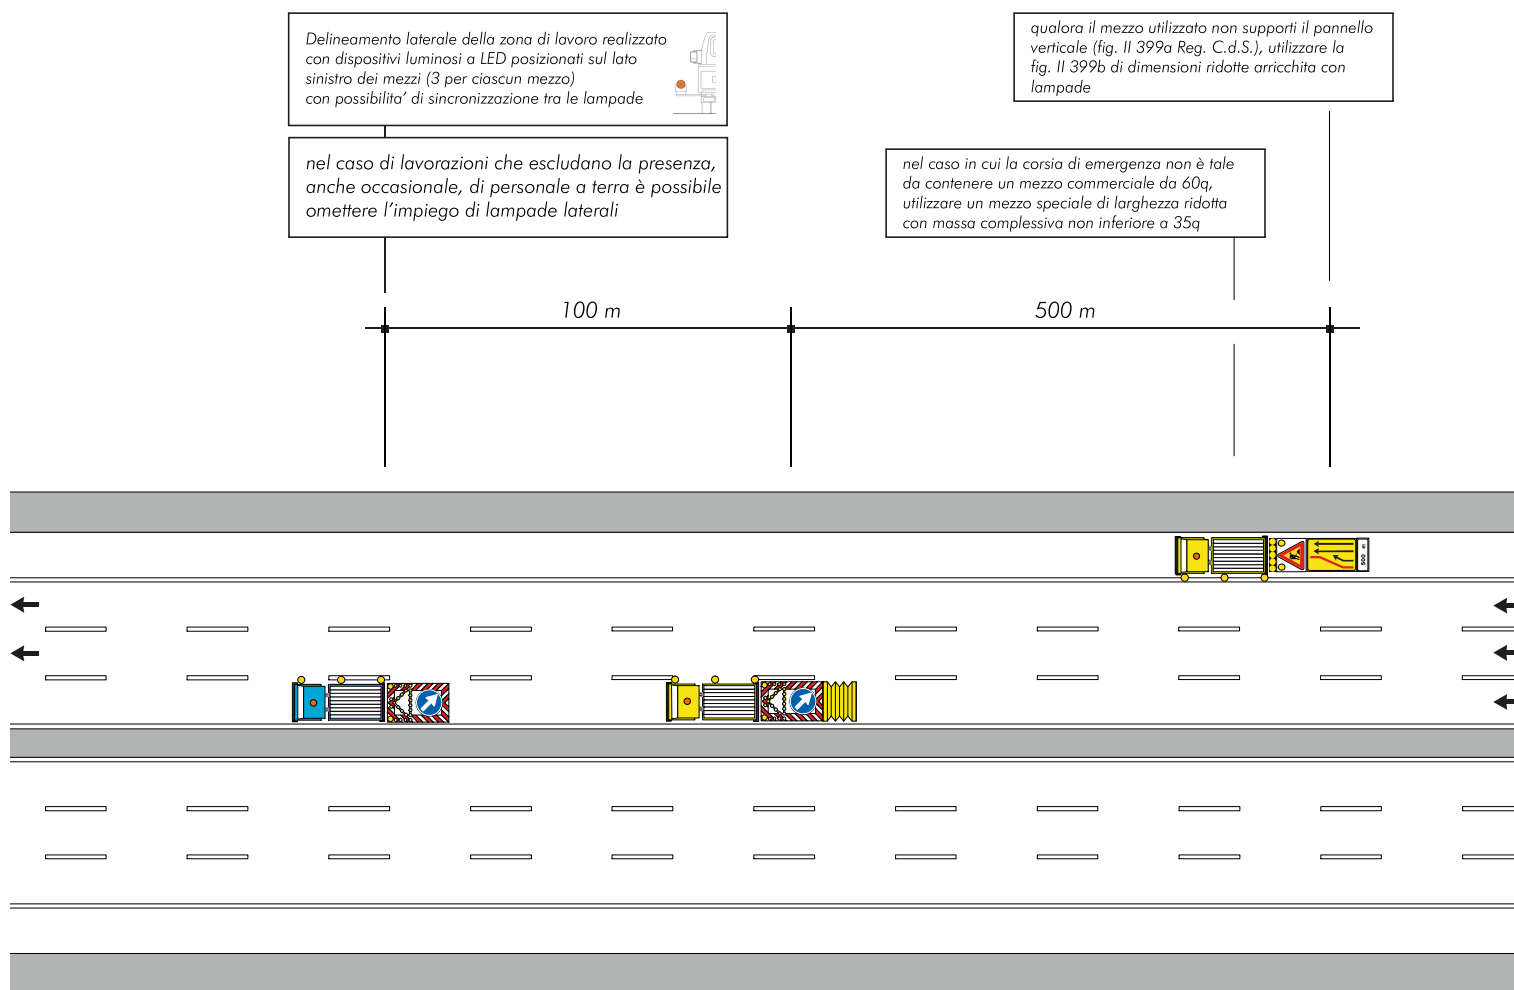 Delineamento laterale della zona di lavoro realizzato
con dispositivi luminosi a LED posizionati sul lato
sinistro dei mezzi (3 per ciascun mezzo)
con possibilita' di sincronizzazione tra le lampade
nel caso di lavorazioni che escludano la presenza,
anche occasionale, di personale a terra è possibile
omettere l'impiego di lampade laterali
qualora il mezzo utilizzato non supporti il pannello
verticale (fig. II 399a Reg. C.d.S.), utilizzare la
fig. II 399b di dimensioni ridotte arricchita con
lampade
nel caso in cui la corsia di emergenza non è tale
da contenere un mezzo commerciale da 60q,
utilizzare un mezzo speciale di larghezza ridotta
con massa complessiva non inferiore a 35q
100 m
500 m
500 m